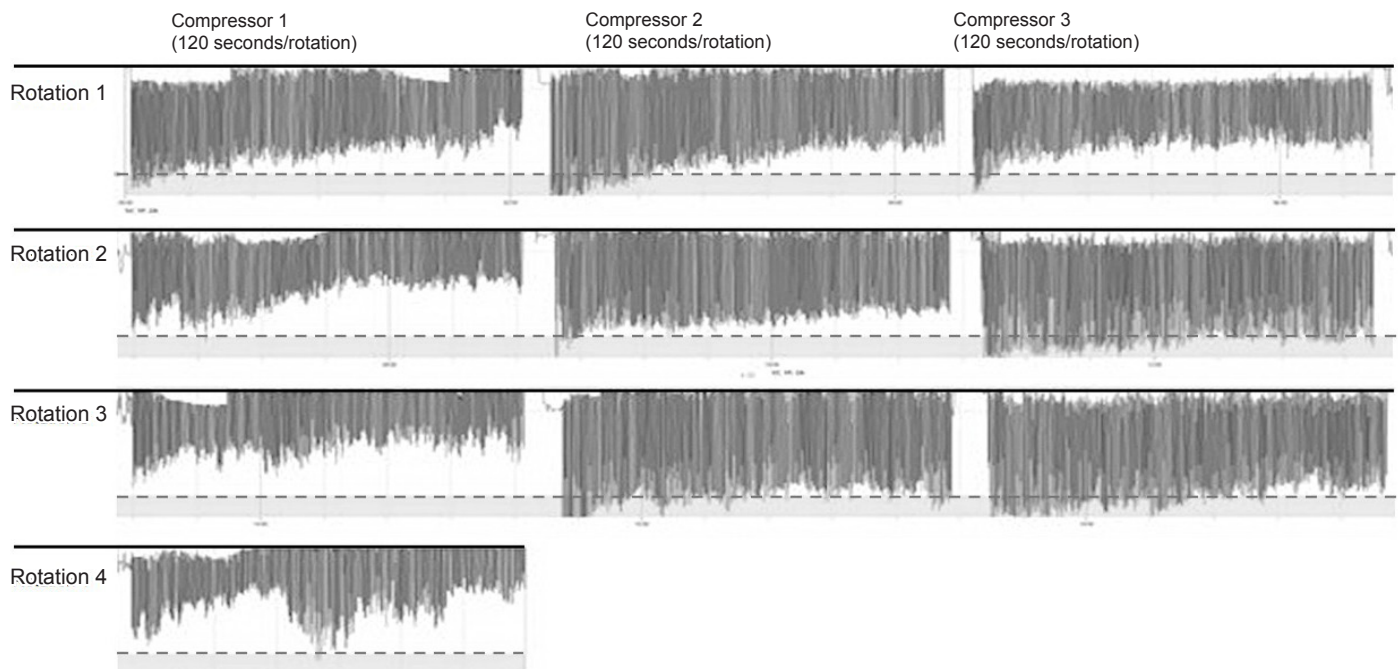 Compressor 1
(120 seconds/rotation)
Compressor 2
(120 seconds/rotation)
Compressor 3
(120 seconds/rotation)
Rotation 1
Rotation 2
Rotation 3
Rotation 4